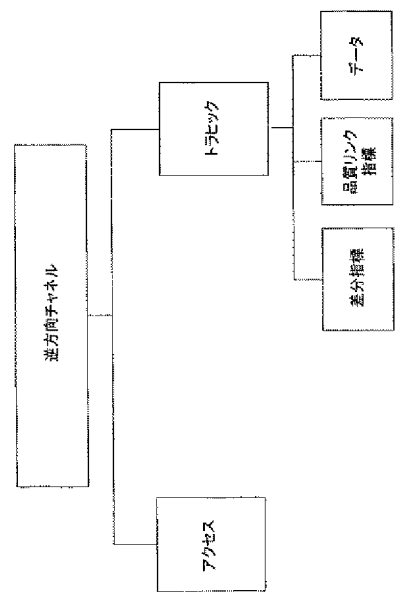 逆方向チャネル
アクセス
トラヒック
差分指標
品質リンク
指標
データ